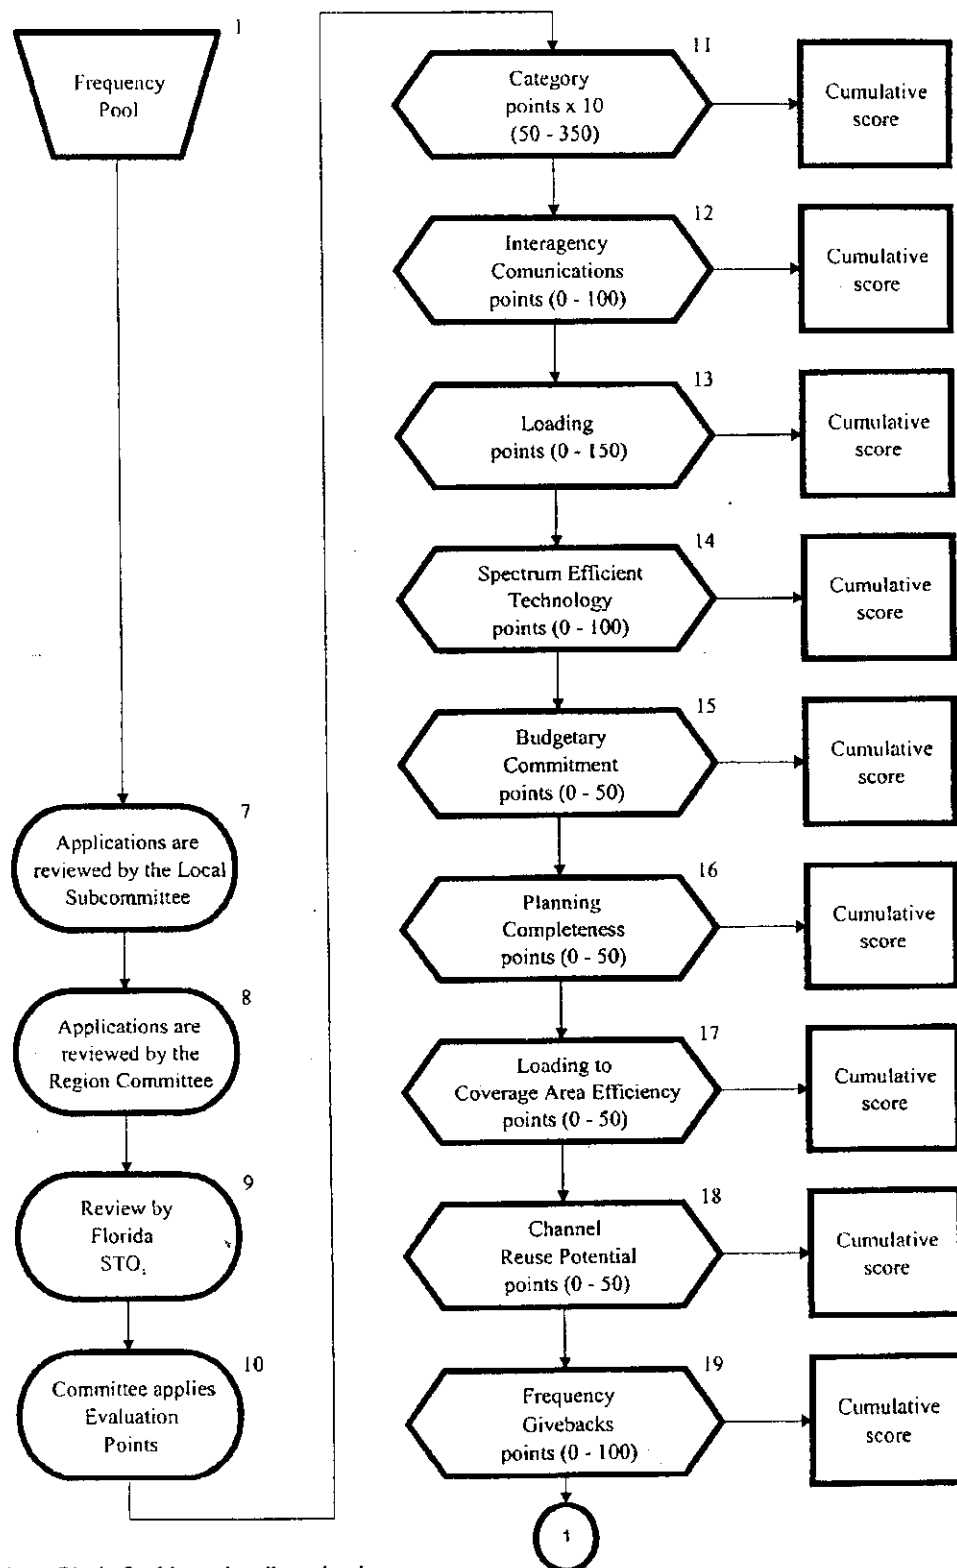 1
Frequency
Pool
7
Applications are
reviewed by the Local
Subcommittee
8
Applications are
reviewed by the
Region Committee
9
Review by
Florida
STO
10
Committee applies
Evaluation
Points
11
Category
points x 10
(50 - 350)
Cumulative
score
12
Interagency
Comunications
points (0 - 100)
Cumulative
score
13
Loading
points (0 - 150)
Cumulative
score
14
Spectrum Efficient
Technology
points (0 - 100)
Cumulative
score
15
Budgetary
Commitment
points (0 - 50)
Cumulative
score
16
Planning
Completeness
points (0 - 50)
Cumulative
score
17
Loading to
Coverage Area Efficiency
points (0 - 50)
Cumulative
score
18
Channel
Reuse Potential
points (0 - 50)
Cumulative
score
19
Frequency
Givebacks
points (0 - 100)
Cumulative
score
1